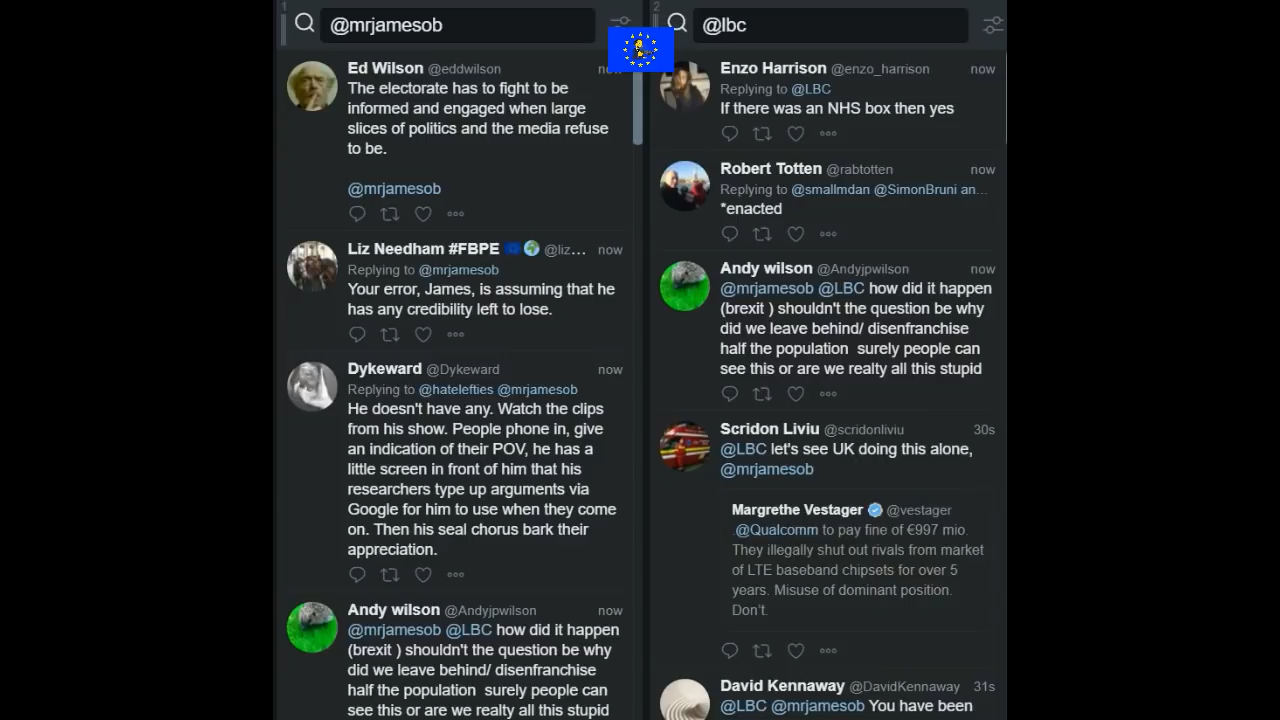 1
@mrjamesob
Ed Wilson @eddwilson now
The electorate has to fight to be
informed and engaged when large
slices of politics and the media refuse
to be.
@mrjamesob
Liz Needham #FBPE @liz... now
Replying to @mrjamesob
Your error, James, is assuming that he
has any credibility left to lose.
Dykeward @Dykeward now
Replying to @hatelefties @mrjamesob
He doesn't have any. Watch the clips
from his show. People phone in, give
an indication of their POV, he has a
little screen in front of him that his
researchers type up arguments via
Google for him to use when they come
on. Then his seal chorus bark their
appreciation.
Andy wilson @Andyjpwilson now
@mrjamesob @LBC how did it happen
(brexit ) shouldn't the question be why
did we leave behind/ disenfranchise
half the population surely people can
see this or are we realty all this stupid
2
@lbc
Enzo Harrison @enzo_harrison now
Replying to @LBC
If there was an NHS box then yes
Robert Totten @rabtotten now
Replying to @smallmdan @SimonBruni an...
*enacted
Andy wilson @Andyjpwilson now
@mrjamesob @LBC how did it happen
(brexit ) shouldn't the question be why
did we leave behind/ disenfranchise
half the population surely people can
see this or are we realty all this stupid
Scridon Liviu @scridonliviu 30s
@LBC let's see UK doing this alone,
@mrjamesob
Margrethe Vestager @vestager
.@Qualcomm to pay fine of €997 mio.
They illegally shut out rivals from market
of LTE baseband chipsets for over 5
years. Misuse of dominant position.
Don't.
David Kennaway @DavidKennaway 31s
@LBC @mrjamesob You have been